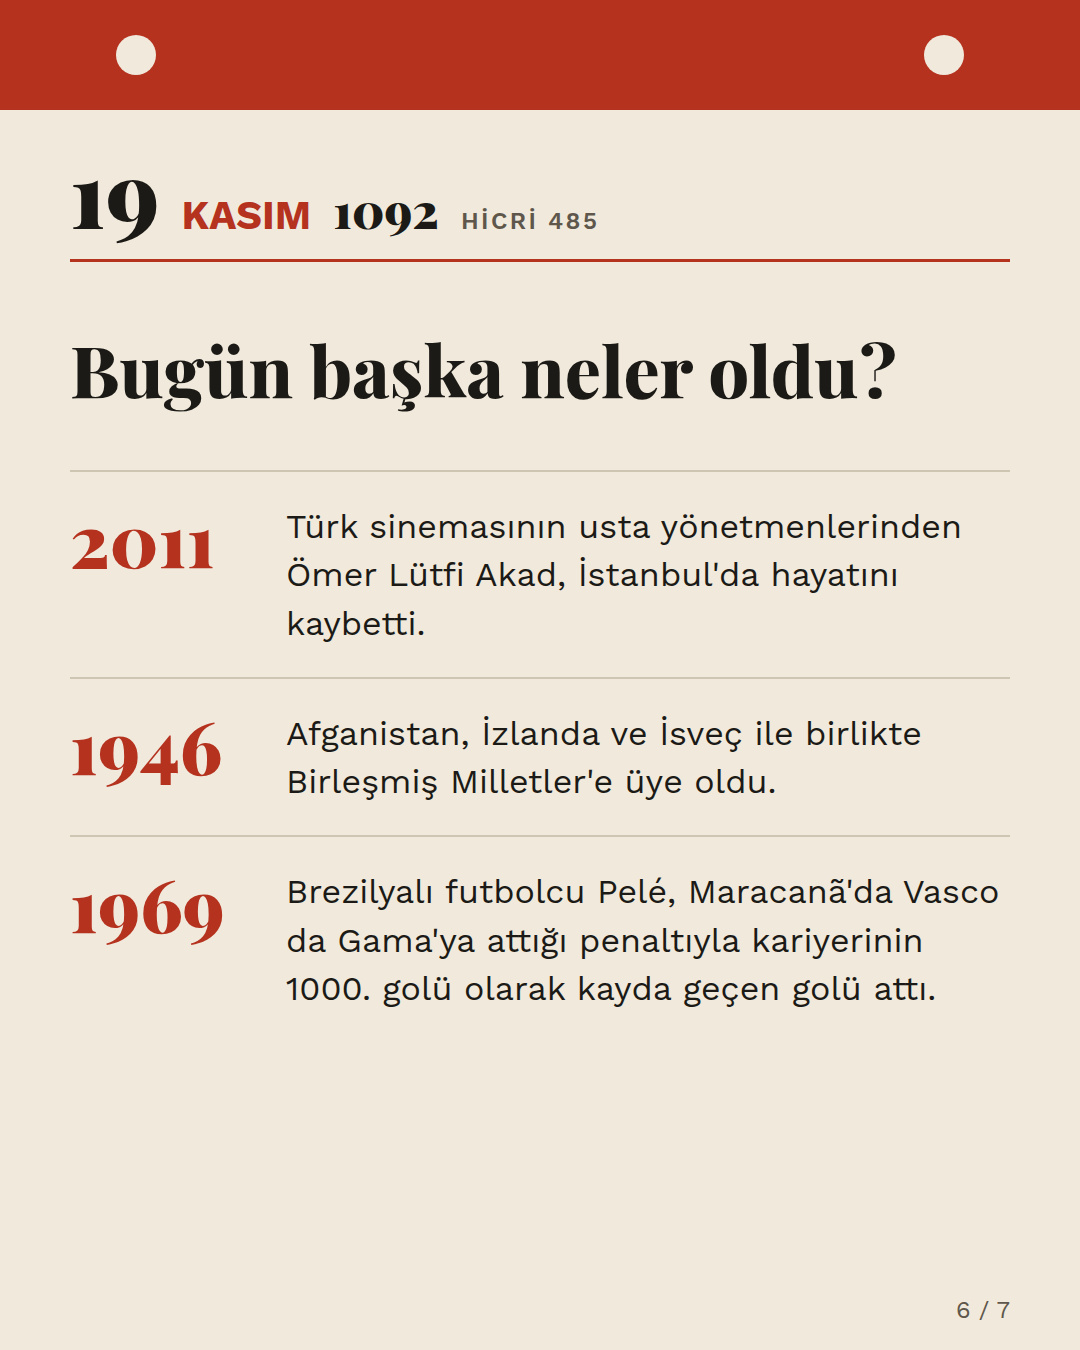 19 KASIM 1092 HİCRİ 485
Bugün başka neler oldu?
2011
Türk sinemasının usta yönetmenlerinden
Ömer Lütfi Akad, İstanbul'da hayatını
kaybetti.
1946
Afganistan, İzlanda ve İsveç ile birlikte
Birleşmiş Milletler'e üye oldu.
1969
Brezilyalı futbolcu Pelé, Maracanã'da Vasco
da Gama'ya attığı penaltıyla kariyerinin
1000. golü olarak kayda geçen golü attı.
6 / 7